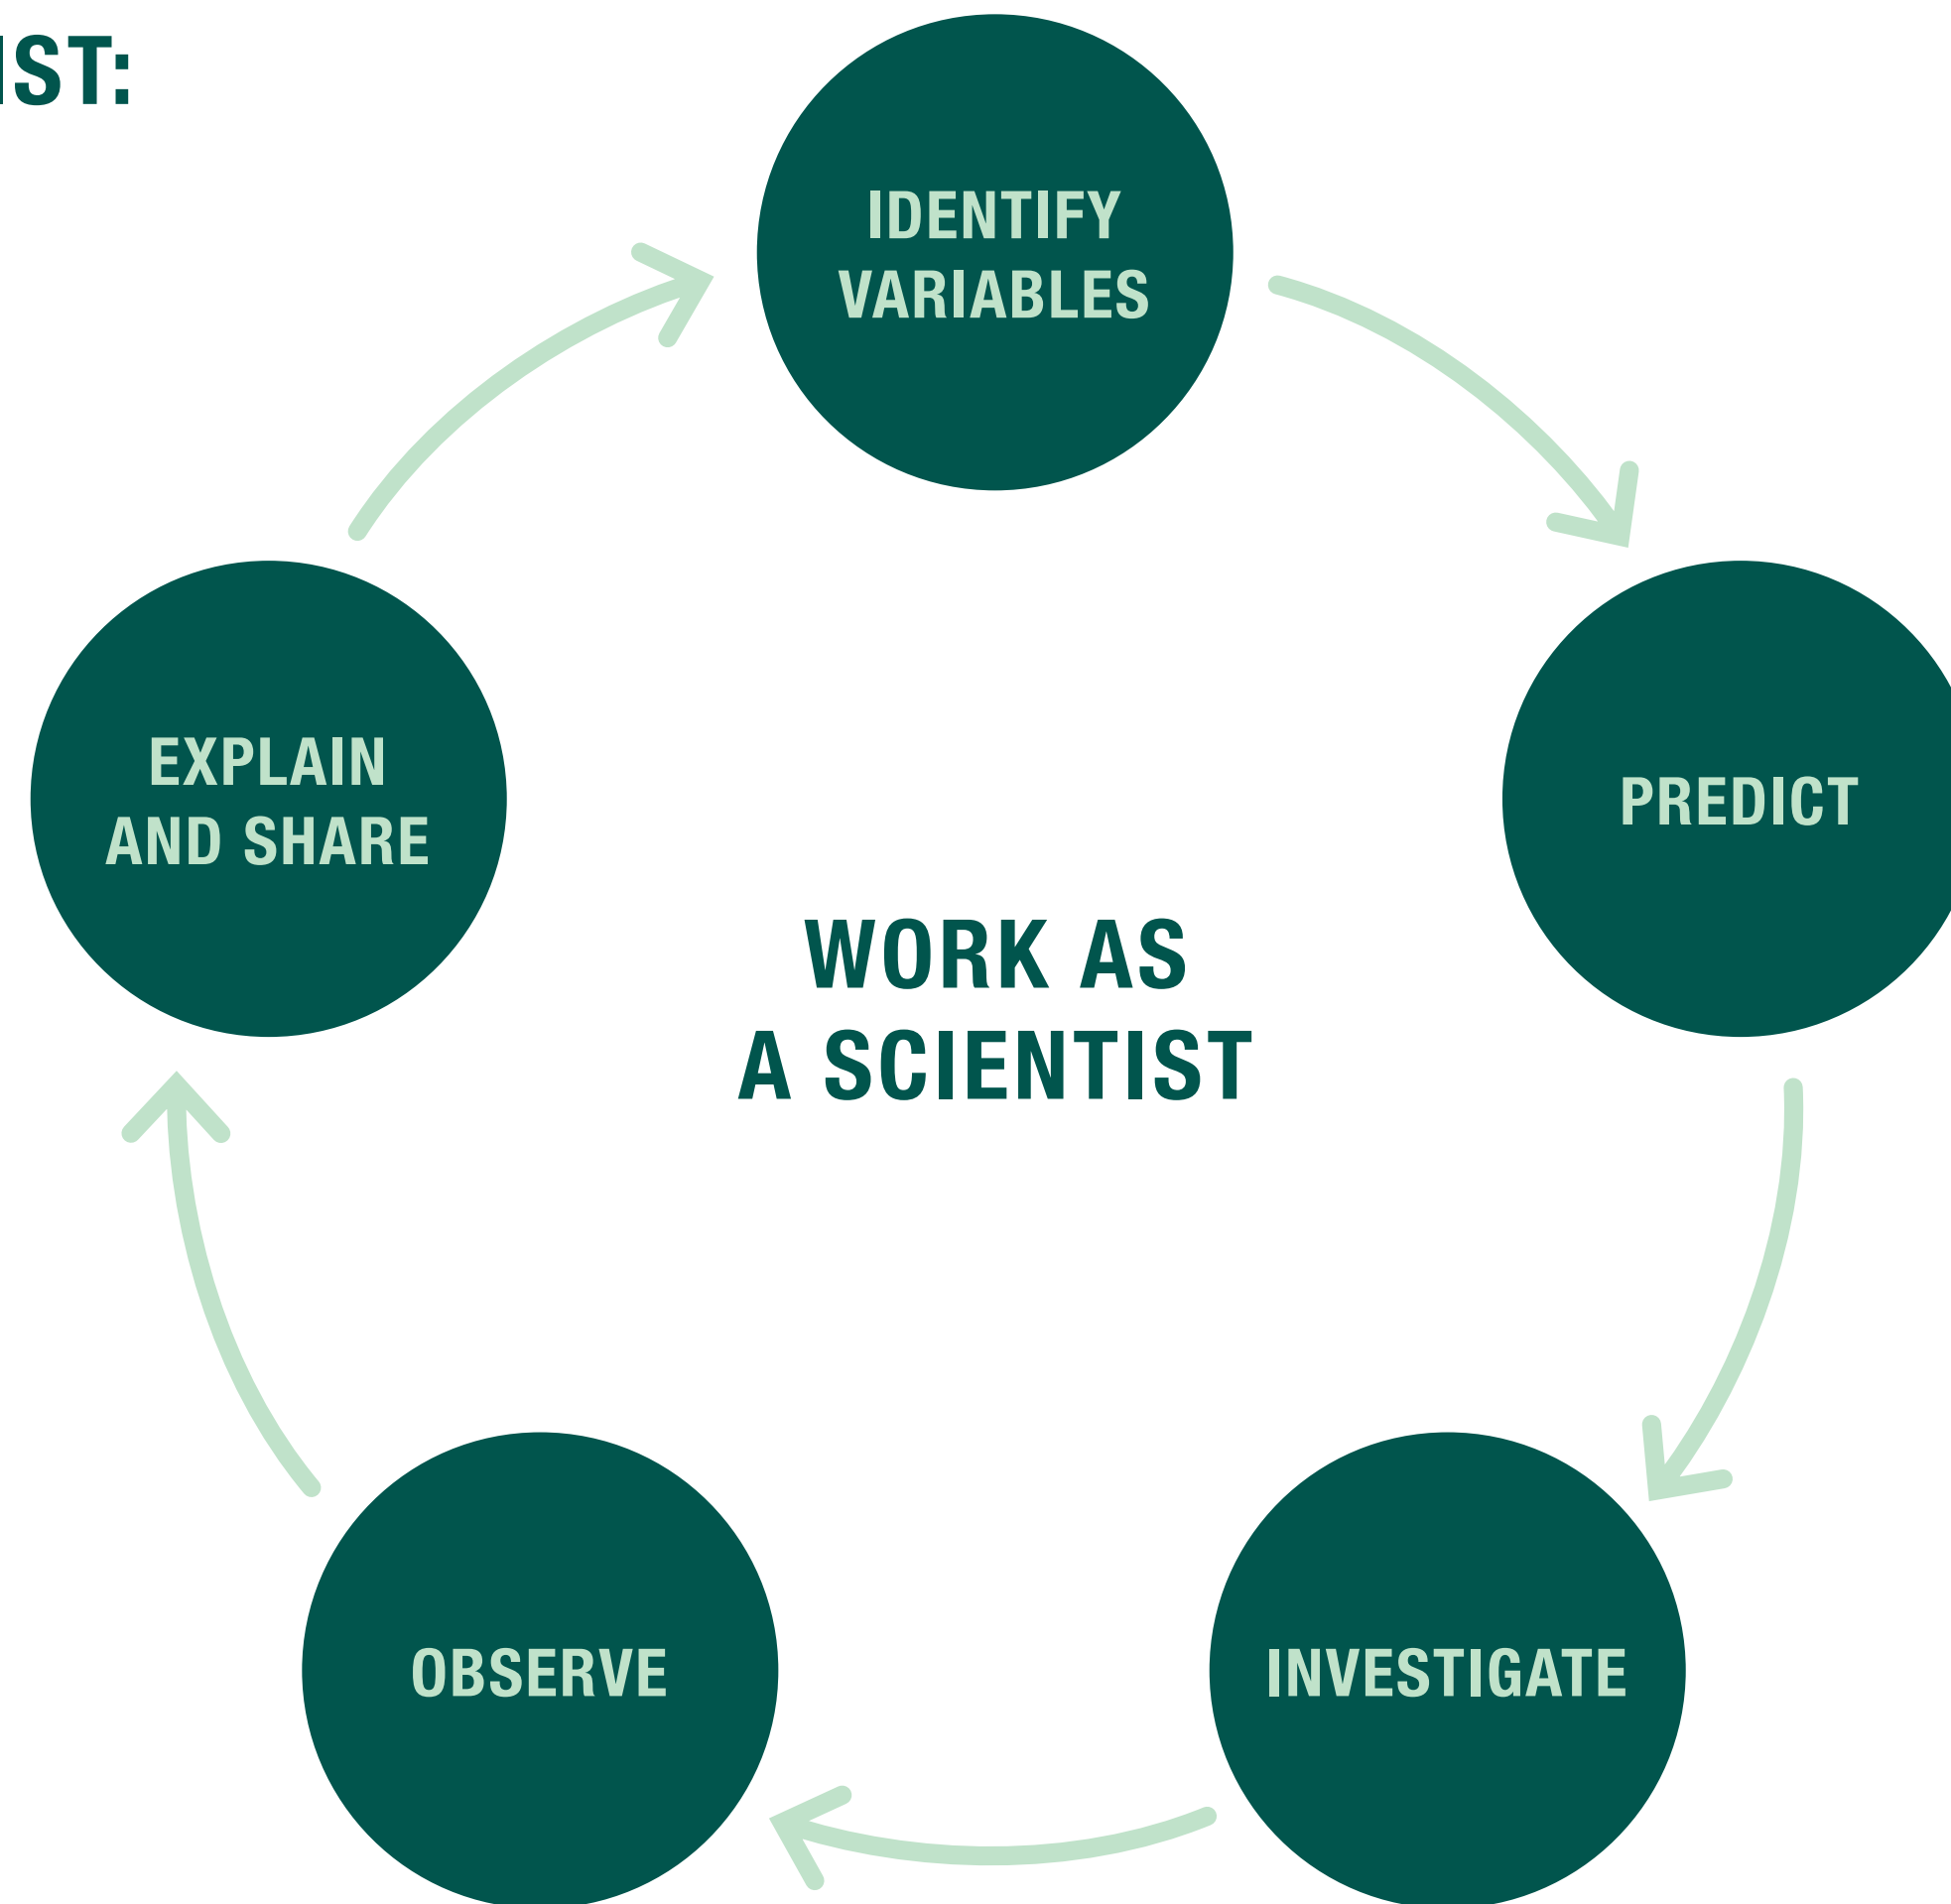 IST:
IDENTIFY
VARIABLES
PREDICT
INVESTIGATE
OBSERVE
EXPLAIN
AND SHARE
WORK AS
A SCIENTIST